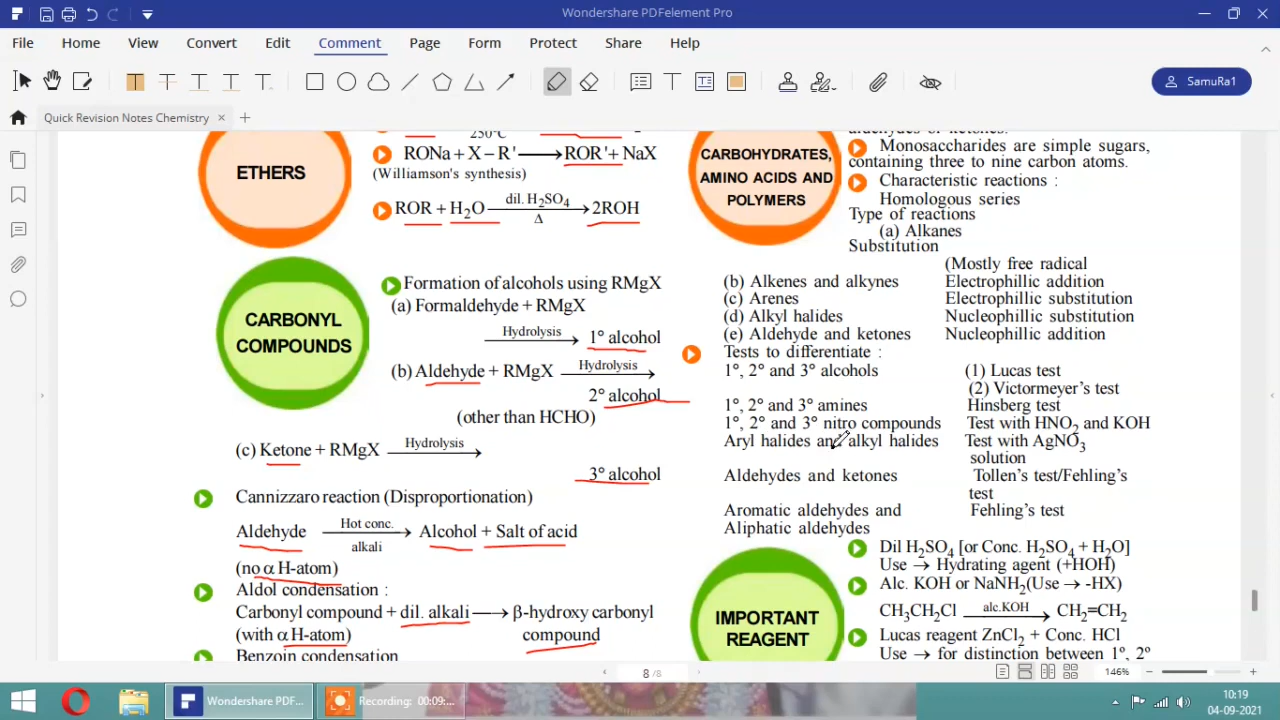 Wondershare PDFelement Pro
File Home View Convert Edit Comment Page Form Protect Share Help
SamuRa1
Quick Revision Notes Chemistry
ETHERS
250°C
RONa + X – R' ⟶ ROR' + NaX
(Williamson's synthesis)
ROR + H₂O dil. H₂SO₄ ⟶ Δ 2ROH
CARBONYL
COMPOUNDS
Formation of alcohols using RMgX
(a) Formaldehyde + RMgX
Hydrolysis ⟶ 1° alcohol
(b) Aldehyde + RMgX Hydrolysis ⟶
2° alcohol
(other than HCHO)
(c) Ketone + RMgX Hydrolysis ⟶
3° alcohol
Cannizzaro reaction (Disproportionation)
Aldehyde Hot conc. ⟶ alkali Alcohol + Salt of acid
(no α H-atom)
Aldol condensation :
Carbonyl compound + dil. alkali ⟶ β-hydroxy carbonyl
(with α H-atom) compound
Benzoin condensation
CARBOHYDRATES,
AMINO ACIDS AND
POLYMERS
aldehydes or ketones.
Monosaccharides are simple sugars,
containing three to nine carbon atoms.
Characteristic reactions :
Homologous series
Type of reactions
(a) Alkanes
Substitution
(Mostly free radical
(b) Alkenes and alkynes Electrophillic addition
(c) Arenes Electrophillic substitution
(d) Alkyl halides Nucleophillic substitution
(e) Aldehyde and ketones Nucleophillic addition
Tests to differentiate :
1°, 2° and 3° alcohols (1) Lucas test
(2) Victormeyer's test
1°, 2° and 3° amines Hinsberg test
1°, 2° and 3° nitro compounds Test with HNO₂ and KOH
Aryl halides and alkyl halides Test with AgNO₃
solution
Aldehydes and ketones Tollen's test/Fehling's
test
Aromatic aldehydes and Fehling's test
Aliphatic aldehydes
IMPORTANT
REAGENT
Dil H₂SO₄ [or Conc. H₂SO₄ + H₂O]
Use → Hydrating agent (+HOH)
Alc. KOH or NaNH₂(Use → -HX)
CH₃CH₂Cl alc.KOH ⟶ CH₂=CH₂
Lucas reagent ZnCl₂ + Conc. HCl
Use → for distinction between 1°, 2°
8 /8
146%
Wondershare PDF...
Recording: 00:09:...
10:19
04-09-2021